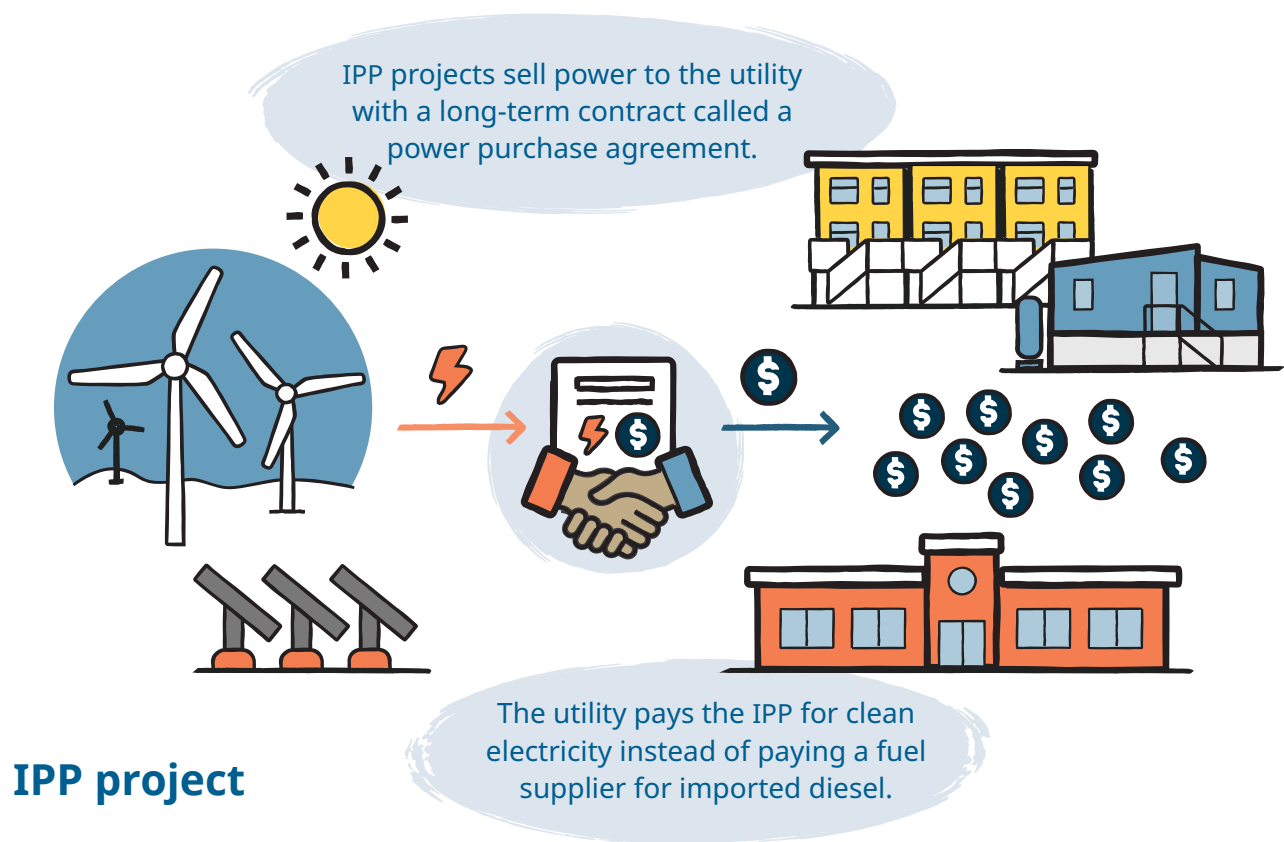 IPP projects sell power to the utility
with a long-term contract called a
power purchase agreement.
$
$
$
$
$
$
$
$
$
$
$
The utility pays the IPP for clean
electricity instead of paying a fuel
supplier for imported diesel.
IPP project